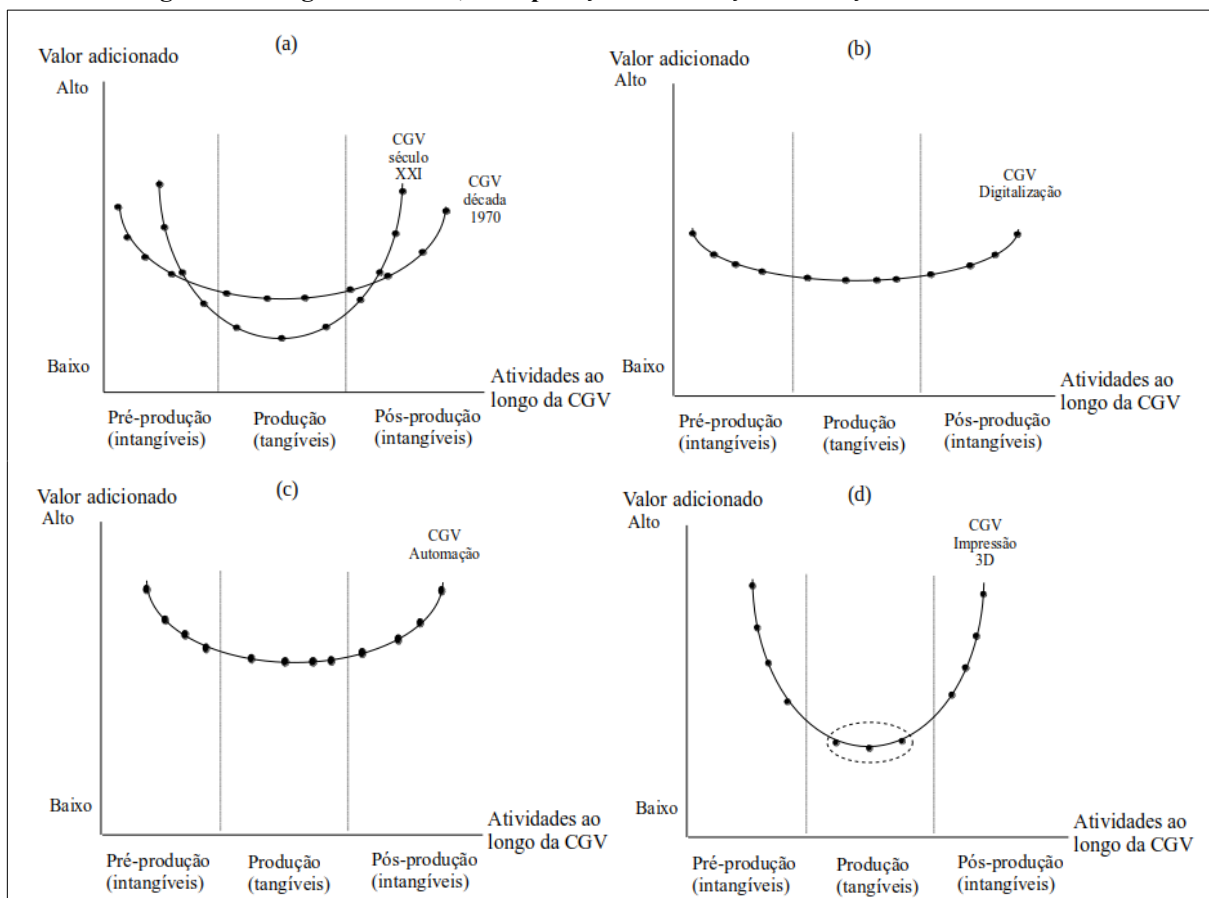 (a)
Valor adicionado
Alto
CGV
século
XXI
CGV
década
1970
Baixo
Atividades ao
longo da CGV
Pré-produção
(intangíveis)
Produção
(tangíveis)
Pós-produção
(intangíveis)
(b)
Valor adicionado
Alto
CGV
Digitalização
Baixo
Atividades ao
longo da CGV
Pré-produção
(intangíveis)
Produção
(tangíveis)
Pós-produção
(intangíveis)
(c)
Valor adicionado
Alto
CGV
Automação
Baixo
Atividades ao
longo da CGV
Pré-produção
(intangíveis)
Produção
(tangíveis)
Pós-produção
(intangíveis)
(d)
Valor adicionado
Alto
CGV
Impressão
3D
Baixo
Atividades ao
longo da CGV
Pré-produção
(intangíveis)
Produção
(tangíveis)
Pós-produção
(intangíveis)